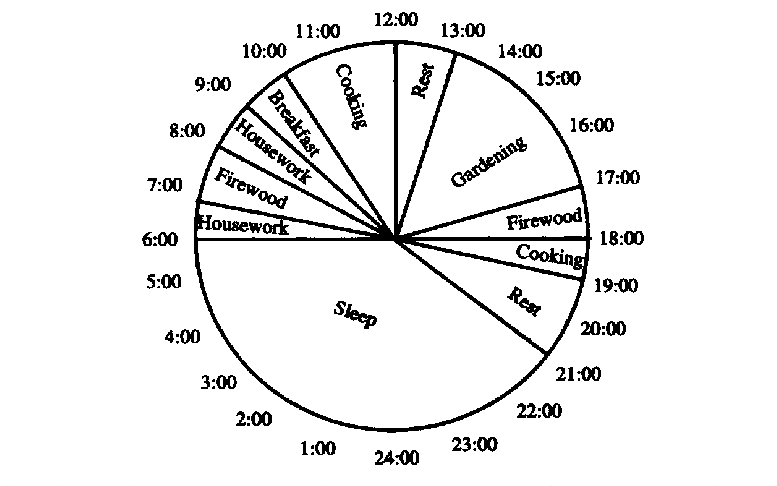 12:00
13:00
14:00
15:00
16:00
17:00
18:00
19:00
20:00
21:00
22:00
23:00
24:00
1:00
2:00
3:00
4:00
5:00
6:00
7:00
8:00
9:00
10:00
11:00
Rest
Gardening
Firewood
Cooking
Rest
Sleep
Housework
Firewood
Housework
Breakfast
Cooking